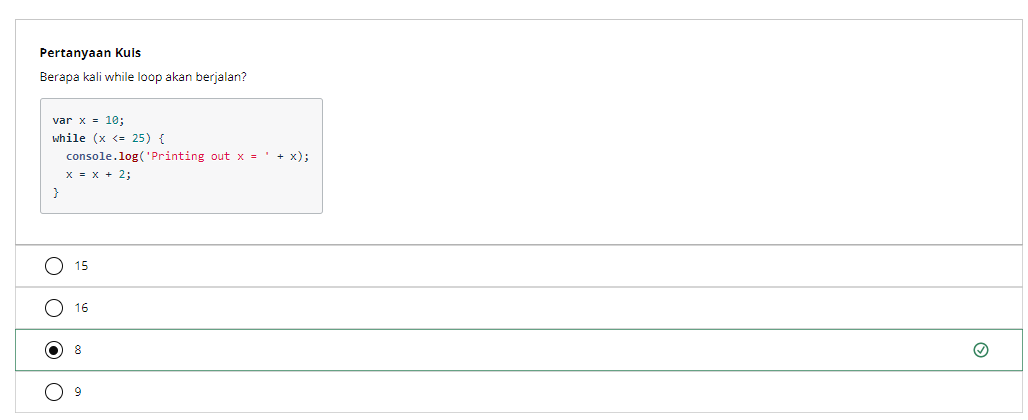 Pertanyaan Kuis
Berapa kali while loop akan berjalan?
var x = 10;
while (x <= 25) {
  console.log('Printing out x = ' + x);
  x = x + 2;
}
15
16
8
9